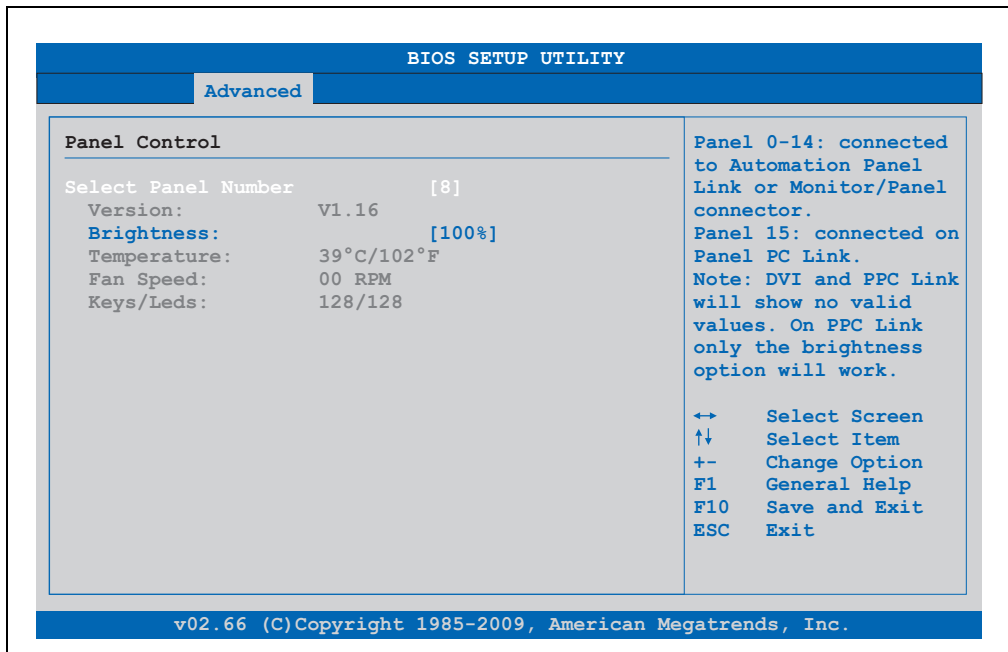 BIOS SETUP UTILITY
Advanced
Panel Control
Select Panel Number [8]
Version: V1.16
Brightness: [100%]
Temperature: 39°C/102°F
Fan Speed: 00 RPM
Keys/Leds: 128/128
Panel 0-14: connected
to Automation Panel
Link or Monitor/Panel
connector.
Panel 15: connected on
Panel PC Link.
Note: DVI and PPC Link
will show no valid
values. On PPC Link
only the brightness
option will work.
↔ Select Screen
↑↓ Select Item
+- Change Option
F1 General Help
F10 Save and Exit
ESC Exit
v02.66 (C)Copyright 1985-2009, American Megatrends, Inc.